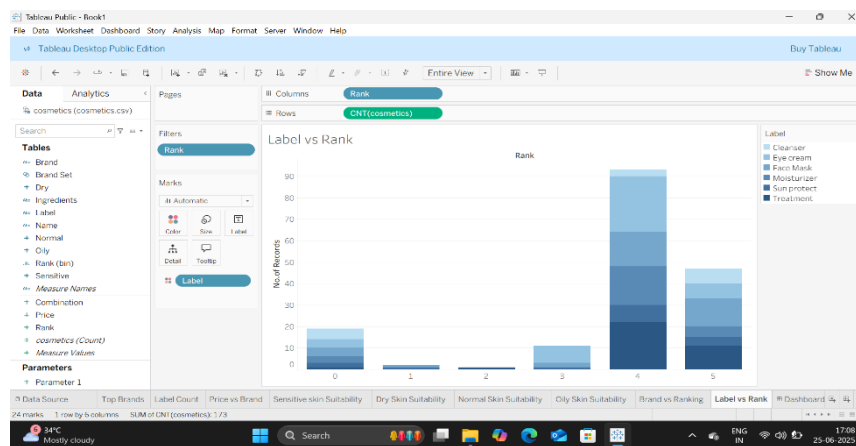 Tableau Public - Book1
File Data Worksheet Dashboard Story Analysis Map Format Server Window Help
Tableau Desktop Public Edition
Buy Tableau
Entire View
Show Me
Data Analytics
cosmetics (cosmetics.csv)
Search
Tables
Abc Brand
Brand Set
Dry
Abc Ingredients
Abc Label
Abc Name
Normal
Oily
Rank (bin)
Sensitive
Abc Measure Names
Combination
Price
Rank
cosmetics (Count)
Measure Values
Parameters
Parameter 1
Pages
Filters
Rank
Marks
Automatic
Color Size Label
Detail Tooltip
Label
Columns Rank
Rows CNT(cosmetics)
Label vs Rank
Rank
No.of Records
90
80
70
60
50
40
30
20
10
0
0 1 2 3 4 5
Label
Cleanser
Eye cream
Face Mask
Moisturizer
Sun protect
Treatment
Data Source Top Brands Label Count Price vs Brand Sensitive skin Suitability Dry Skin Suitability Normal Skin Suitability Oily Skin Suitability Brand vs Ranking Label vs Rank Dashboard
24 marks 1 row by 6 columns SUM of CNT(cosmetics): 173
34°C
Mostly cloudy
Search
ENG
IN
17:08
25-06-2025